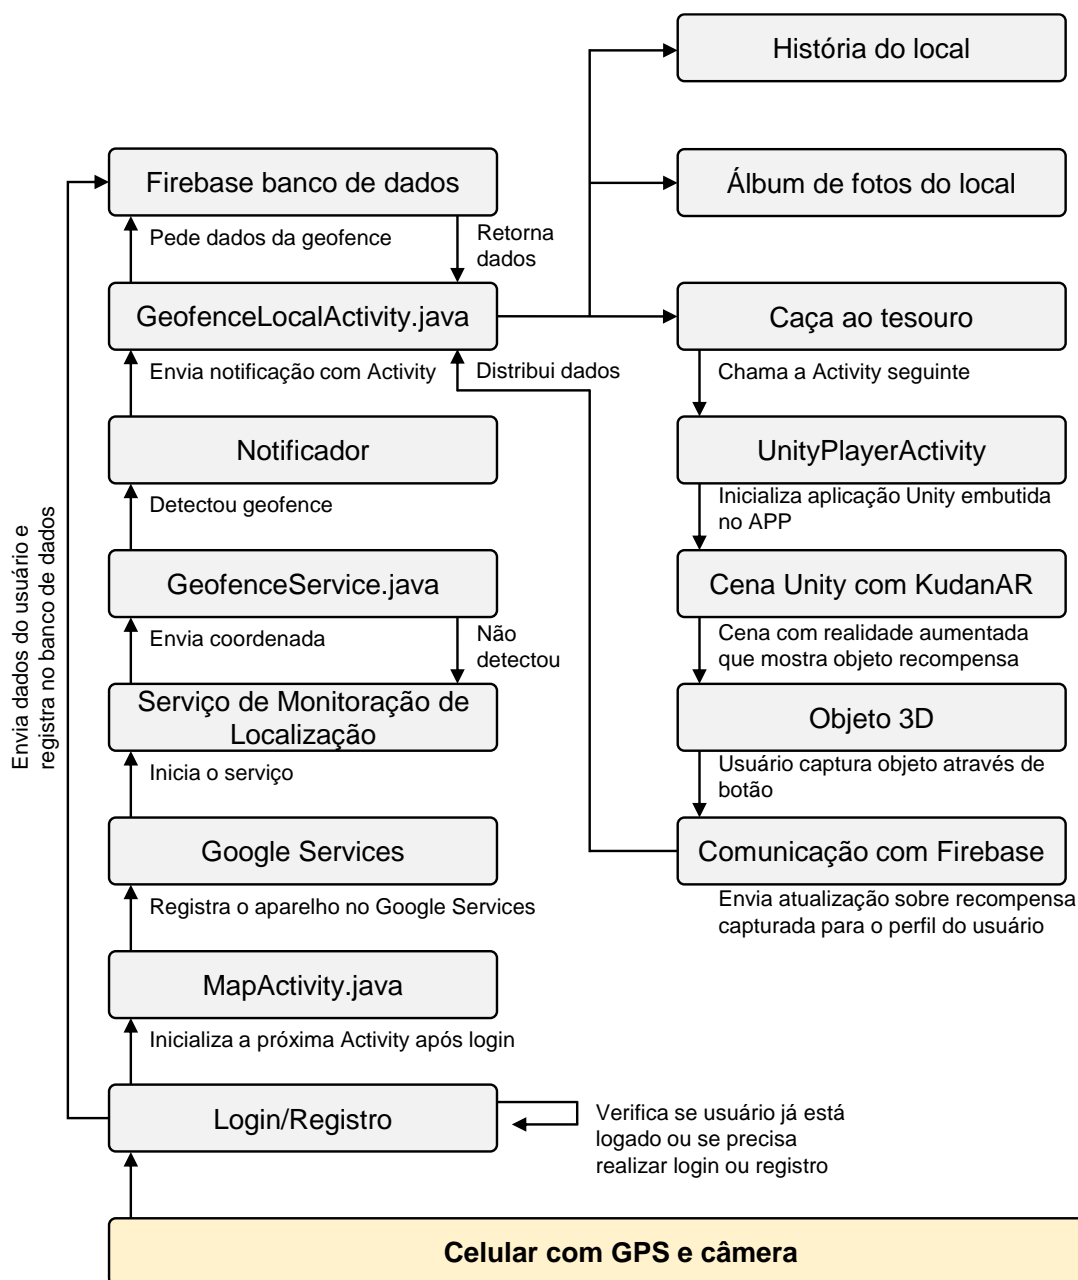 História do local
Firebase banco de dados
Álbum de fotos do local
Pede dados da geofence
Retorna
dados
GeofenceLocalActivity.java
Caça ao tesouro
Envia notificação com Activity
Distribui dados
Chama a Activity seguinte
Notificador
UnityPlayerActivity
Detectou geofence
Inicializa aplicação Unity embutida
no APP
Envia dados do usuário e
registra no banco de dados
GeofenceService.java
Cena Unity com KudanAR
Envia coordenada
Não
detectou
Cena com realidade aumentada
que mostra objeto recompensa
Serviço de Monitoração de
Localização
Objeto 3D
Inicia o serviço
Usuário captura objeto através de
botão
Google Services
Comunicação com Firebase
Registra o aparelho no Google Services
Envia atualização sobre recompensa
capturada para o perfil do usuário
MapActivity.java
Inicializa a próxima Activity após login
Login/Registro
Verifica se usuário já está
logado ou se precisa
realizar login ou registro
Celular com GPS e câmera